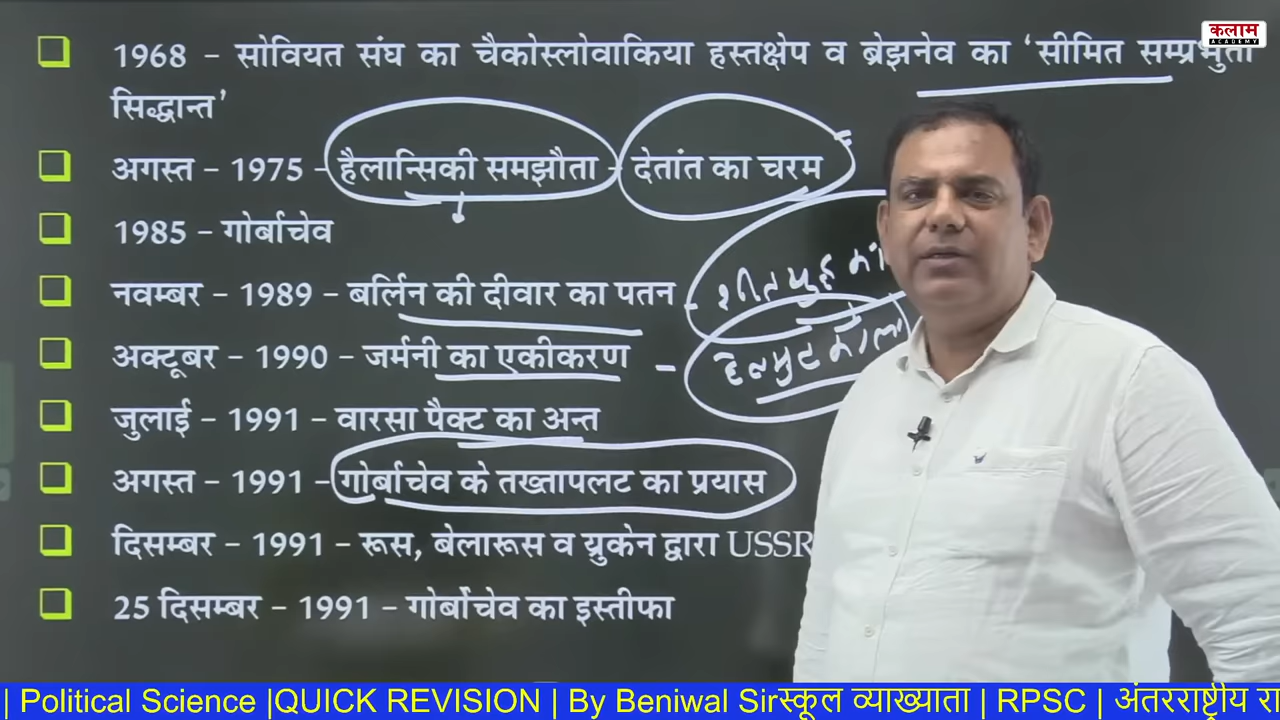 कलाम
ACADEMY
1968 – सोवियत संघ का चैकोस्लोवाकिया हस्तक्षेप व ब्रेझनेव का ‘सीमित सम्प्रभुता
सिद्धान्त’
अगस्त – 1975 – हैलान्सिकी समझौता – देतांत का चरम
1985 – गोर्बाचेव
नवम्बर – 1989 – बर्लिन की दीवार का पतन – शीतयुद्ध
अक्टूबर – 1990 – जर्मनी का एकीकरण –
जुलाई – 1991 – वारसा पैक्ट का अन्त
अगस्त – 1991 – गोर्बाचेव के तख्तापलट का प्रयास
दिसम्बर – 1991 – रूस, बेलारूस व युक्रेन द्वारा USSR
25 दिसम्बर – 1991 – गोर्बाचेव का इस्तीफा
| Political Science |QUICK REVISION | By Beniwal Sirस्कूल व्याख्याता | RPSC | अंतरराष्ट्रीय रा